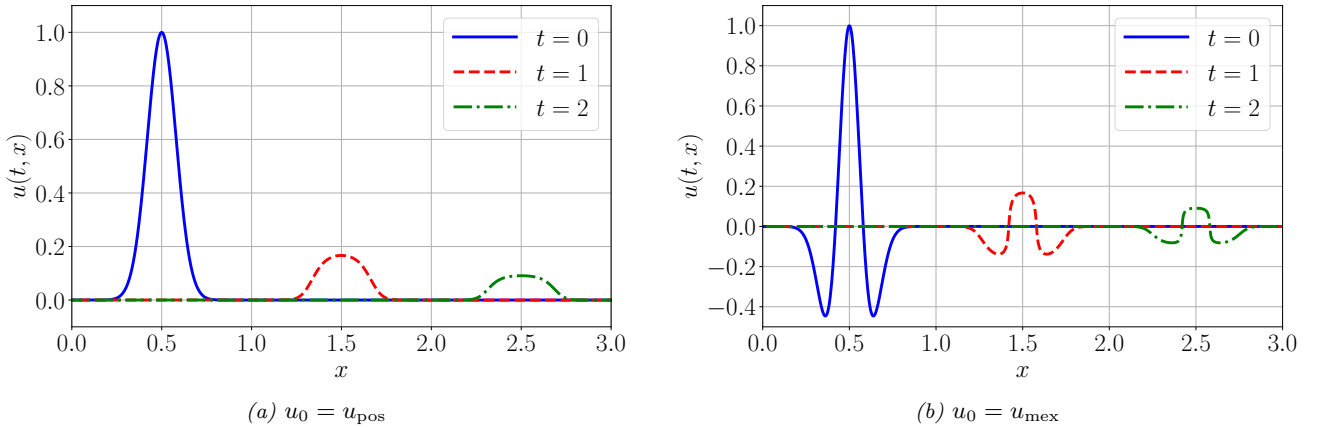 1.0
0.8
0.6
0.4
0.2
0.0
u(t, x)
t = 0
t = 1
t = 2
0.0 0.5 1.0 1.5 2.0 2.5 3.0
x
(a) u₀ = u_pos
1.0
0.8
0.6
0.4
0.2
0.0
−0.2
−0.4
u(t, x)
t = 0
t = 1
t = 2
0.0 0.5 1.0 1.5 2.0 2.5 3.0
x
(b) u₀ = u_mex